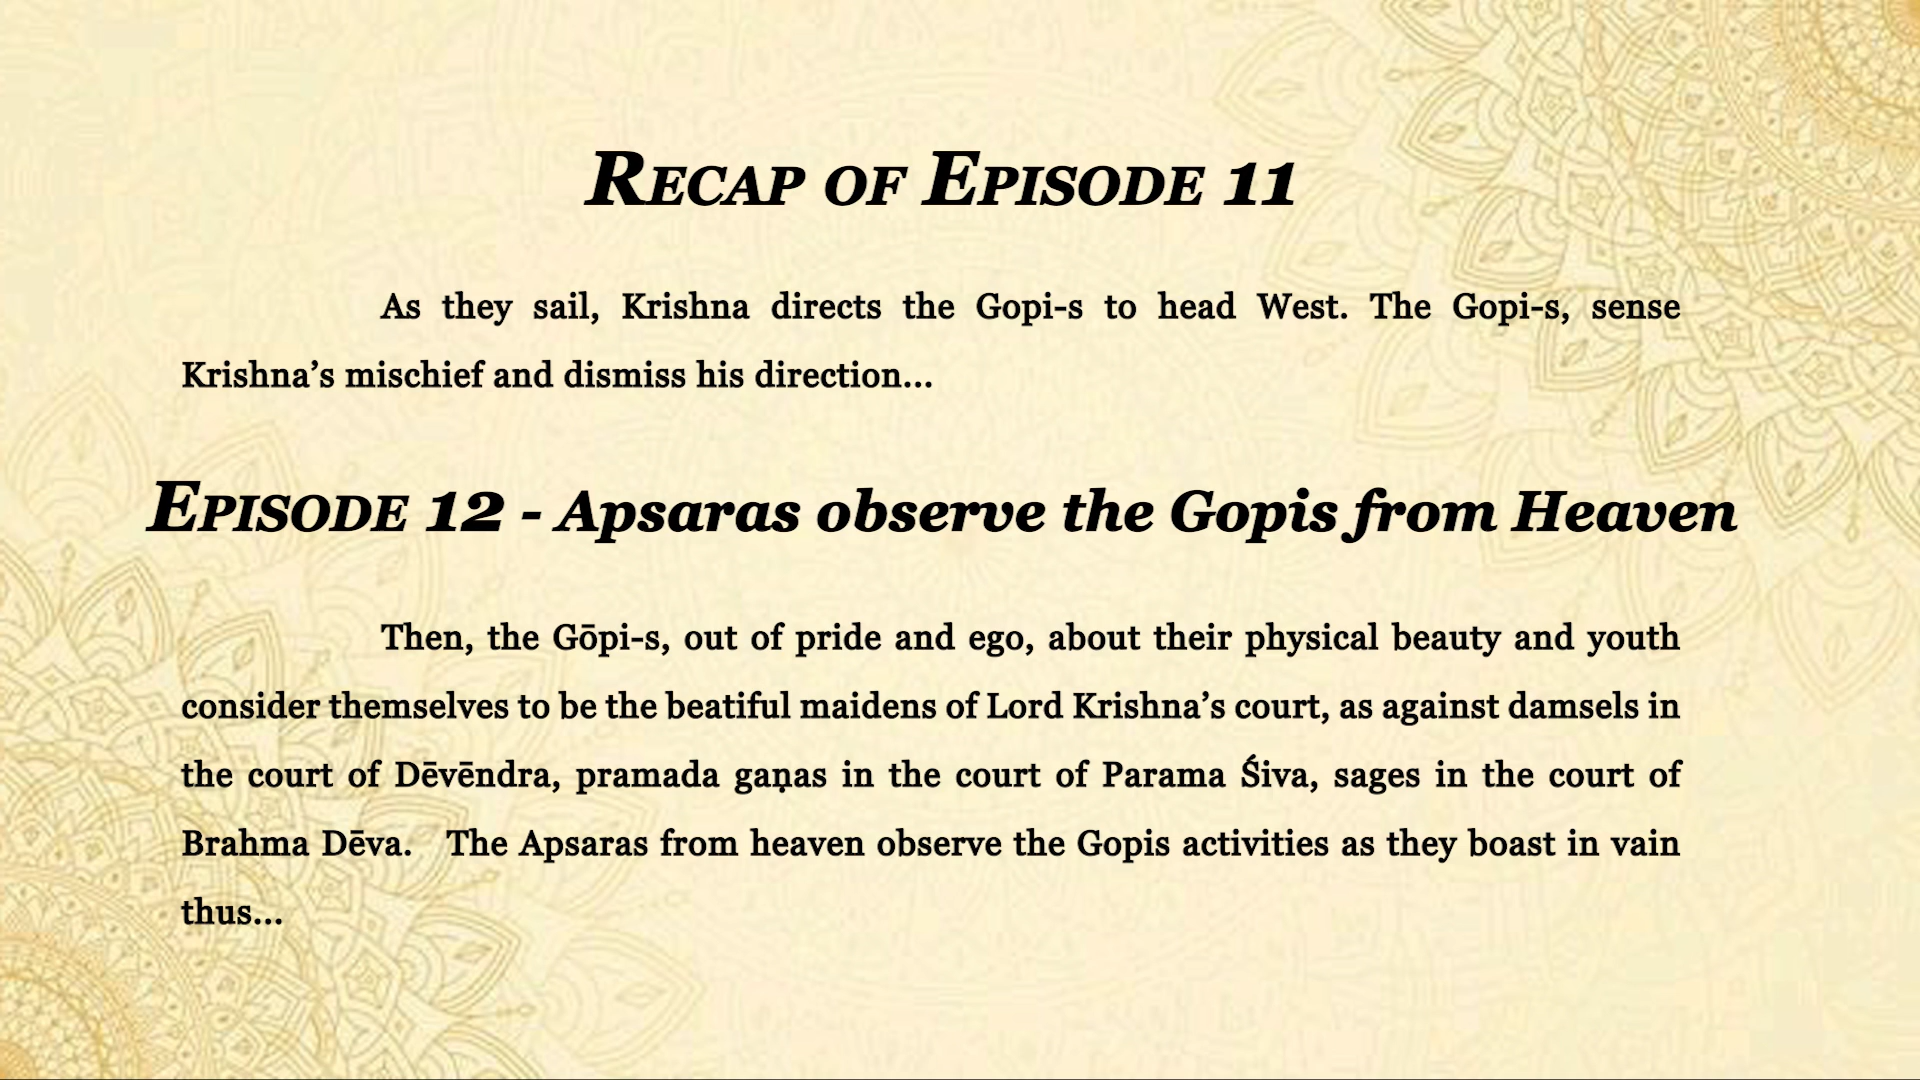 RECAP OF EPISODE 11
As they sail, Krishna directs the Gopi-s to head West. The Gopi-s, sense
Krishna’s mischief and dismiss his direction...
EPISODE 12 - Apsaras observe the Gopis from Heaven
Then, the Gōpi-s, out of pride and ego, about their physical beauty and youth
consider themselves to be the beatiful maidens of Lord Krishna’s court, as against damsels in
the court of Dēvēndra, pramada gaṇas in the court of Parama Śiva, sages in the court of
Brahma Dēva. The Apsaras from heaven observe the Gopis activities as they boast in vain
thus...